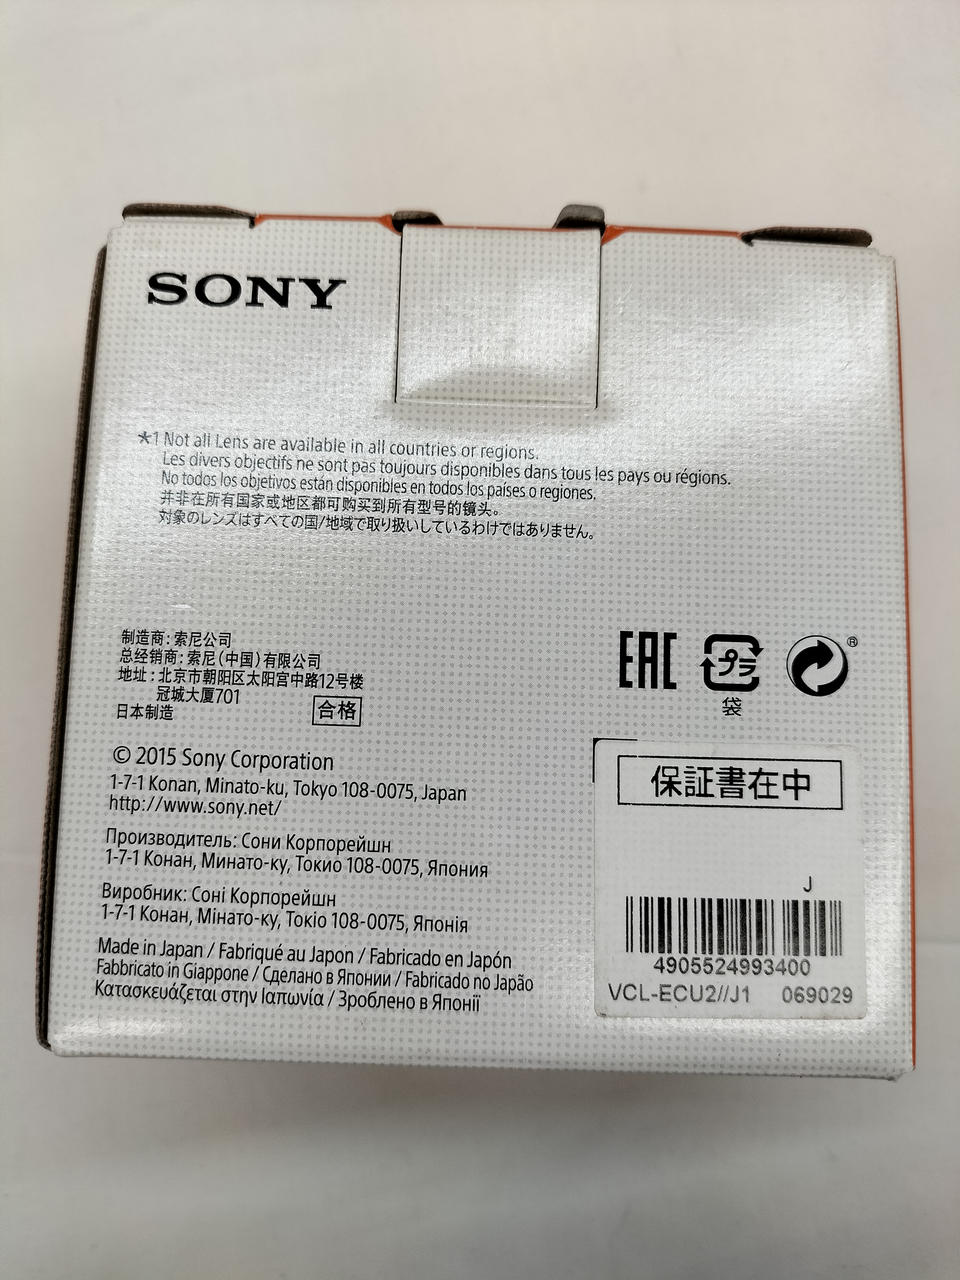 SONY
*1 Not all Lens are available in all countries or regions.
Les divers objectifs ne sont pas toujours disponibles dans tous les pays ou régions.
No todos los objetivos están disponibles en todos los países o regiones.
并非在所有国家或地区都可购买到所有型号的镜头。
対象のレンズはすべての国/地域で取り扱いしているわけではありません。
制造商:索尼公司
总经销商:索尼(中国)有限公司
地址:北京市朝阳区太阳宫中路12号楼
冠城大厦701
日本制造
合格
EAC
プラ
®
袋
© 2015 Sony Corporation
1-7-1 Konan, Minato-ku, Tokyo 108-0075, Japan
http://www.sony.net/
Производитель: Сони Корпорейшн
1-7-1 Конан, Минато-ку, Токио 108-0075, Япония
Виробник: Соні Корпорейшн
1-7-1 Конан, Мінато-ку, Токіо 108-0075, Японія
Made in Japan / Fabriqué au Japon / Fabricado en Japón
Fabbricato in Giappone / Сделано в Японии / Fabricado no Japão
Κατασκευάζεται στην Ιαπωνία / Зроблено в Японії
保証書在中
J
4905524993400
VCL-ECU2//J1 069029